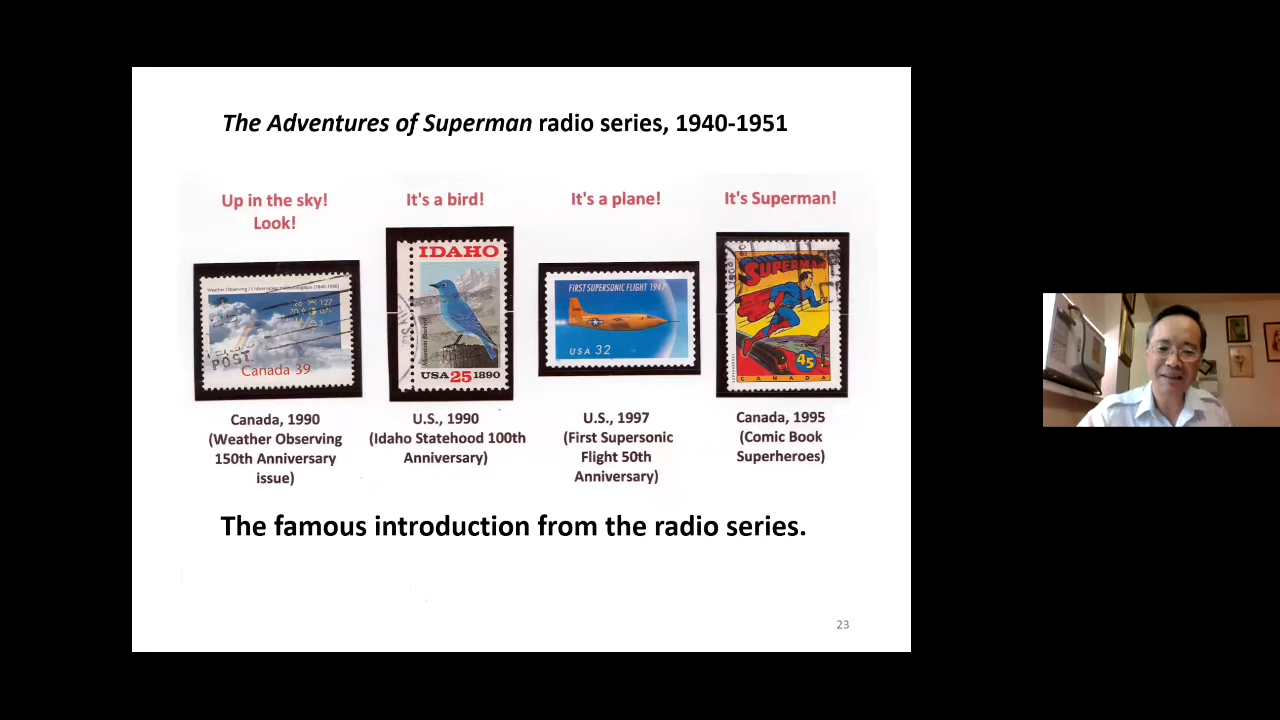 The Adventures of Superman radio series, 1940-1951
Up in the sky!
Look!
It's a bird!
It's a plane!
It's Superman!
POST
Canada 39
IDAHO
Mountain Bluebird
USA 25 1890
FIRST SUPERSONIC FLIGHT 1947
USA 32
SUPERMAN
45
CANADA
Canada, 1990
(Weather Observing
150th Anniversary
issue)
U.S., 1990
(Idaho Statehood 100th
Anniversary)
U.S., 1997
(First Supersonic
Flight 50th
Anniversary)
Canada, 1995
(Comic Book
Superheroes)
The famous introduction from the radio series.
23